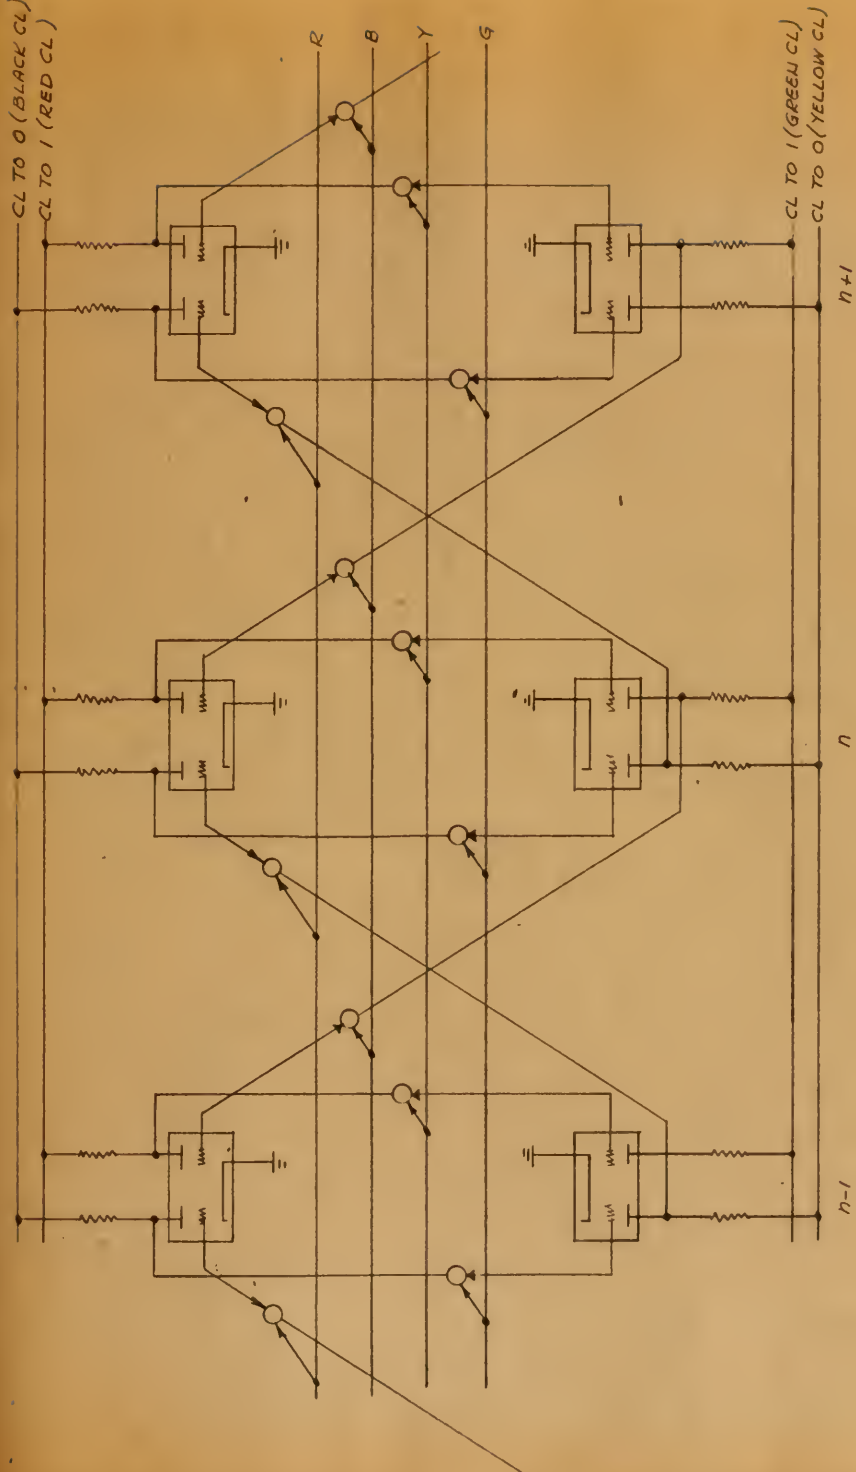 CL TO 0 (BLACK CL)
CL TO 1 (RED CL)
R
B
Y
G
CL TO 1 (GREEN CL)
CL TO 0 (YELLOW CL)
n+1
n
n-1